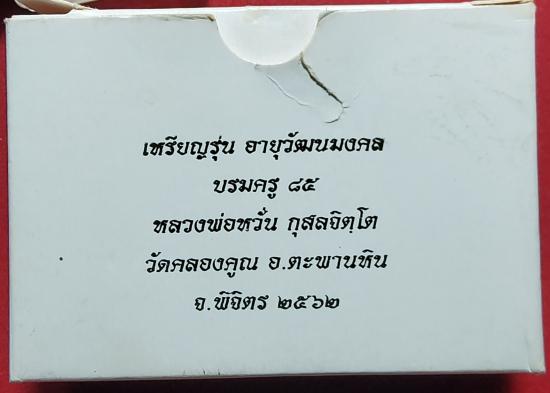 เหรียญรุ่น อายุวัฒนมงคล
บรมครู ๘๕
หลวงพ่อหวั่น กุสลจิตฺโต
วัดคลองคูณ อ.ตะพานหิน
จ.พิจิตร ๒๕๖๒